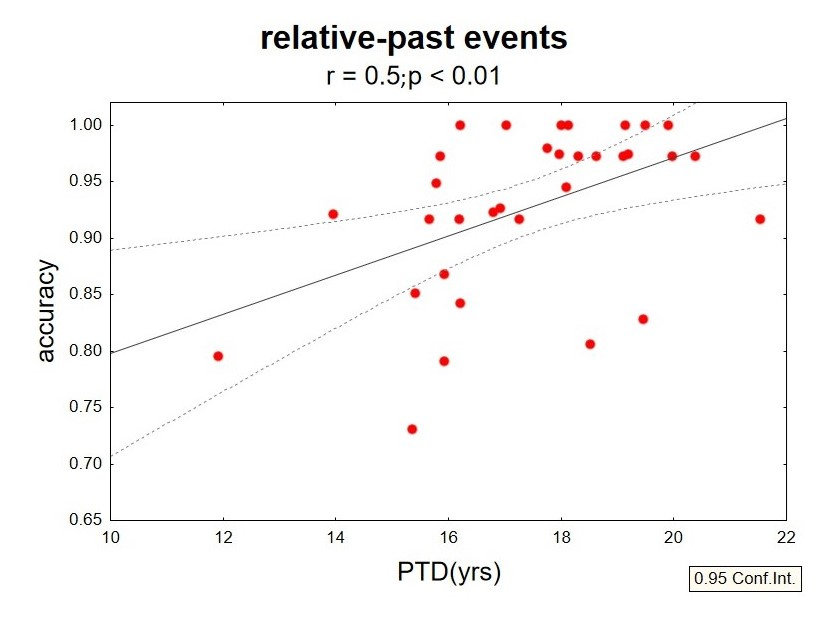 relative-past events
r = 0.5;p < 0.01
1.00
0.95
0.90
0.85
0.80
0.75
0.70
0.65
accuracy
10 12 14 16 18 20 22
PTD(yrs)
0.95 Conf.Int.